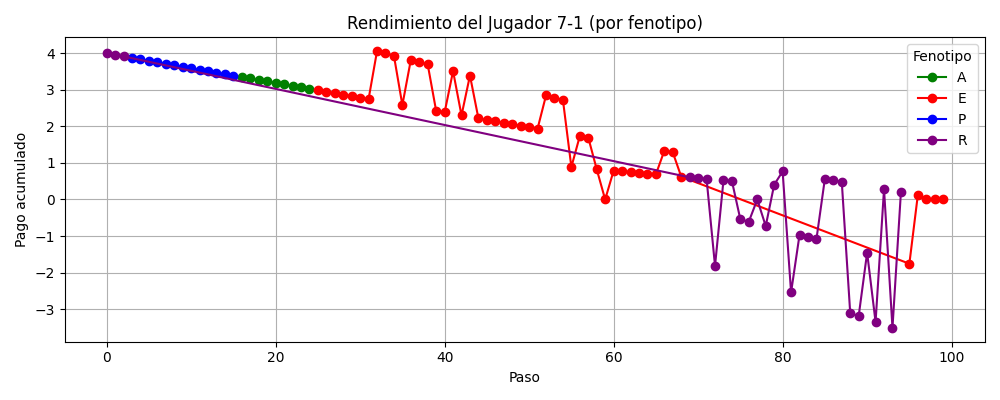 Rendimiento del Jugador 7-1 (por fenotipo)
Pago acumulado
4
3
2
1
0
−1
−2
−3
Fenotipo
A
E
P
R
0 20 40 60 80 100
Paso